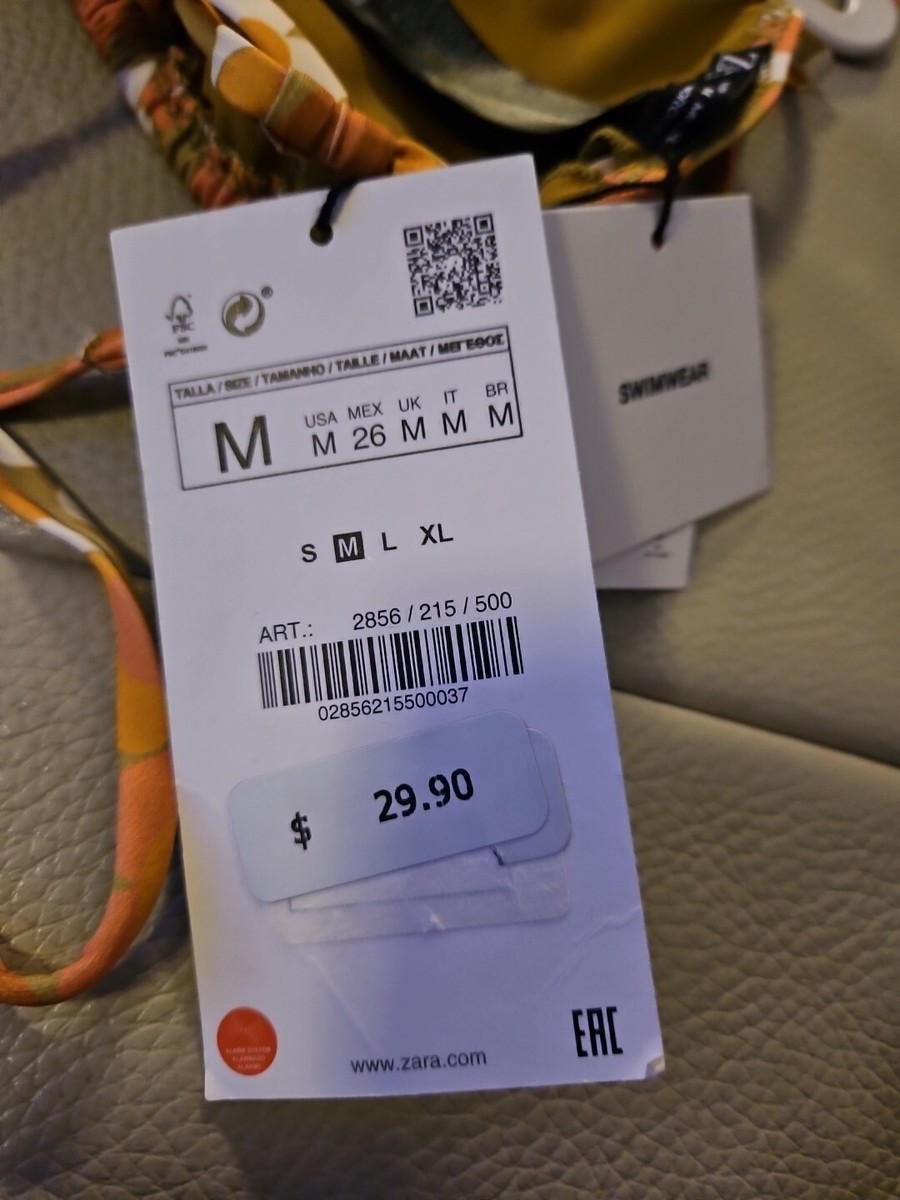 FSC
®
TALLA / SIZE / TAMANHO / TAILLE / MAAT / ΜΕΓΕΘΟΣ
M
USA MEX UK IT BR
M 26 M M M
S M L XL
ART.: 2856 / 215 / 500
02856215500037
$ 29.90
www.zara.com
EAC
SWIMWEAR